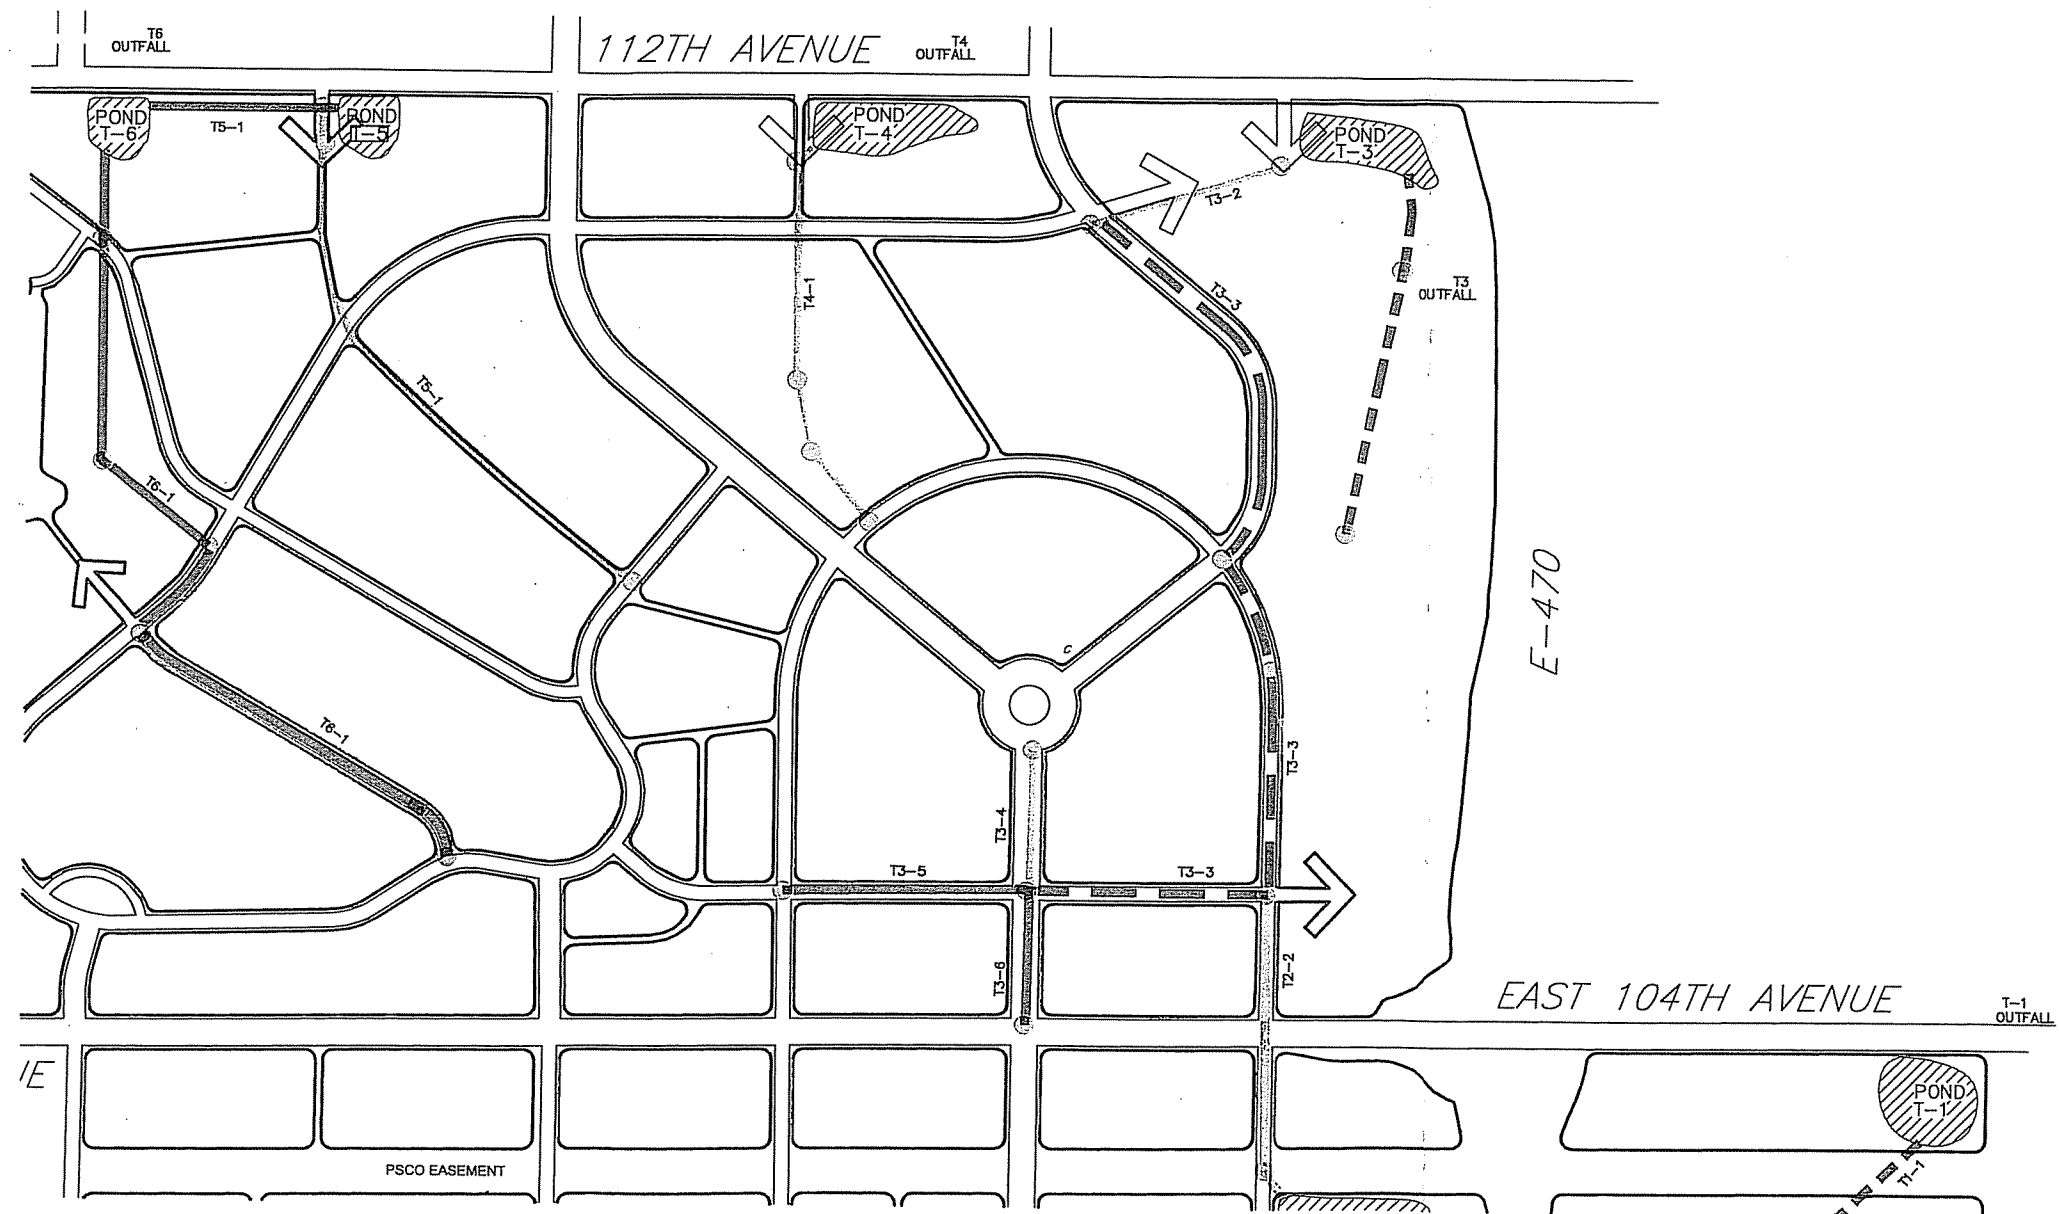 T6
OUTFALL
112TH AVENUE
T4
OUTFALL
POND
T-6
T5-1
POND
T-5
POND
T-4
POND
T-3
T3-2
T3
OUTFALL
T4-1
T3-3
T5-1
T6-1
E-470
c
T6-1
T3-3
T3-4
T3-5
T3-3
T3-6
T2-2
EAST 104TH AVENUE
T-1
OUTFALL
POND
T-1
PSCO EASEMENT
T1-1